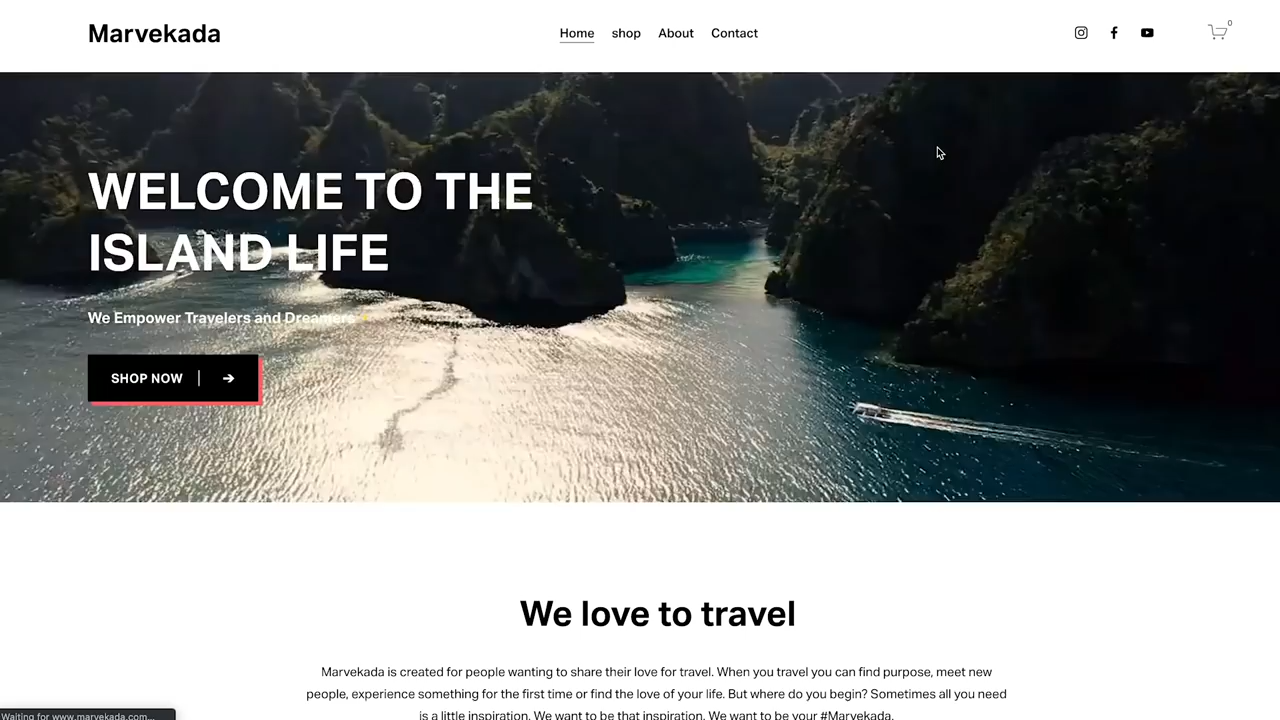 Marvekada
Home shop About Contact
0
WELCOME TO THE
ISLAND LIFE
We Empower Travelers and Dreamers
SHOP NOW
We love to travel
Marvekada is created for people wanting to share their love for travel. When you travel you can find purpose, meet new
people, experience something for the first time or find the love of your life. But where do you begin? Sometimes all you need
is a little inspiration. We want to be that inspiration. We want to be your #Marvekada.
Waiting for www.marvekada.com...